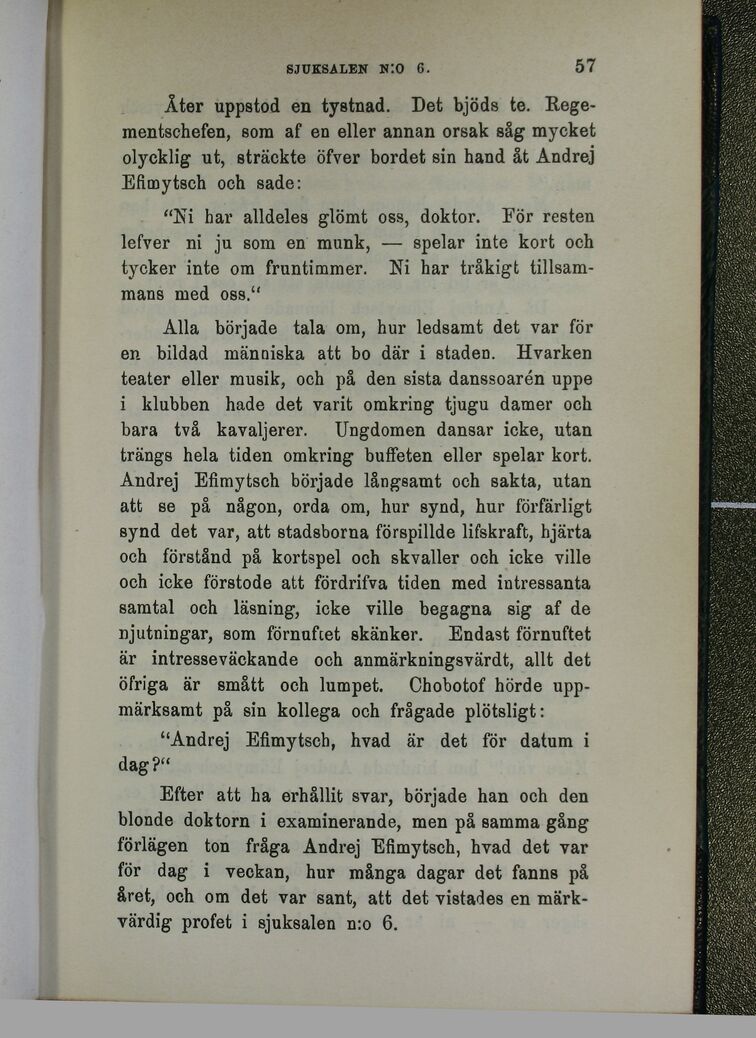 SJUKSALEN N:O 6. 57
Åter uppstod en tystnad. Det bjöds te. Rege-
mentschefen, som af en eller annan orsak såg mycket
olycklig ut, sträckte öfver bordet sin hand åt Andrej
Efimytsch och sade:
“Ni har alldeles glömt oss, doktor. För resten
lefver ni ju som en munk, — spelar inte kort och
tycker inte om fruntimmer. Ni har tråkigt tillsam-
mans med oss.“
Alla började tala om, hur ledsamt det var för
en bildad människa att bo där i staden. Hvarken
teater eller musik, och på den sista danssoarén uppe
i klubben hade det varit omkring tjugu damer och
bara två kavaljerer. Ungdomen dansar icke, utan
trängs hela tiden omkring buffeten eller spelar kort.
Andrej Efimytsch började långsamt och sakta, utan
att se på någon, orda om, hur synd, hur förfärligt
synd det var, att stadsborna förspillde lifskraft, hjärta
och förstånd på kortspel och skvaller och icke ville
och icke förstode att fördrifva tiden med intressanta
samtal och läsning, icke ville begagna sig af de
njutningar, som förnuftet skänker. Endast förnuftet
är intresseväckande och anmärkningsvärdt, allt det
öfriga är smått och lumpet. Chobotof hörde upp-
märksamt på sin kollega och frågade plötsligt:
“Andrej Efimytsch, hvad är det för datum i
dag?“
Efter att ha erhållit svar, började han och den
blonde doktorn i examinerande, men på samma gång
förlägen ton fråga Andrej Efimytsch, hvad det var
för dag i veckan, hur många dagar det fanns på
året, och om det var sant, att det vistades en märk-
värdig profet i sjuksalen n:o 6.